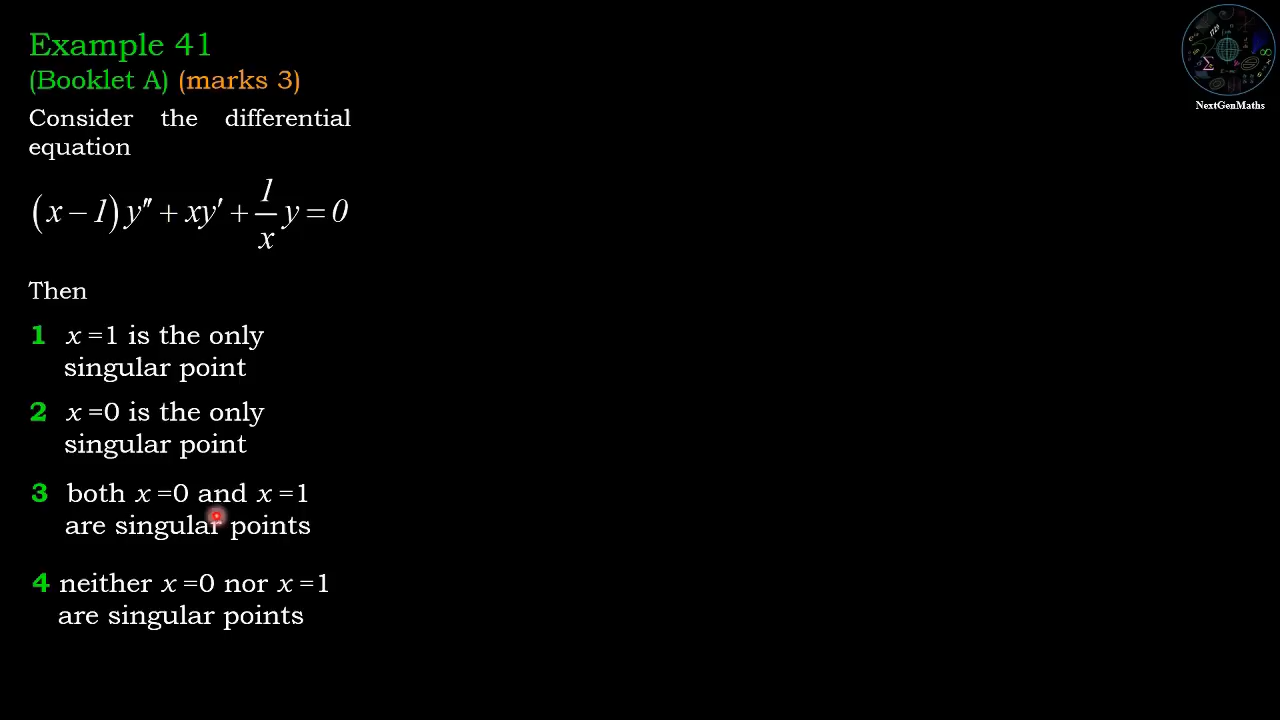 Example 41
(Booklet A) (marks 3)
Consider the differential
equation
(x − 1) y″ + xy′ + 1/x y = 0
Then
1 x =1 is the only
singular point
2 x =0 is the only
singular point
3 both x =0 and x =1
are singular points
4 neither x =0 nor x =1
are singular points
NextGenMaths